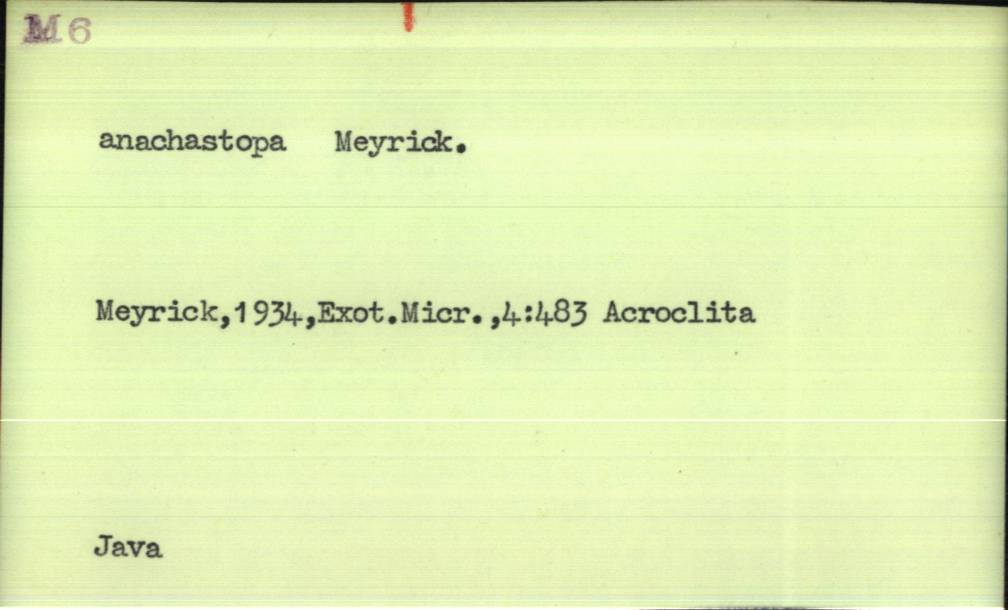 M6
anachastopa Meyrick.
Meyrick,1934,Exot.Micr.,4:483 Acroclita
Java